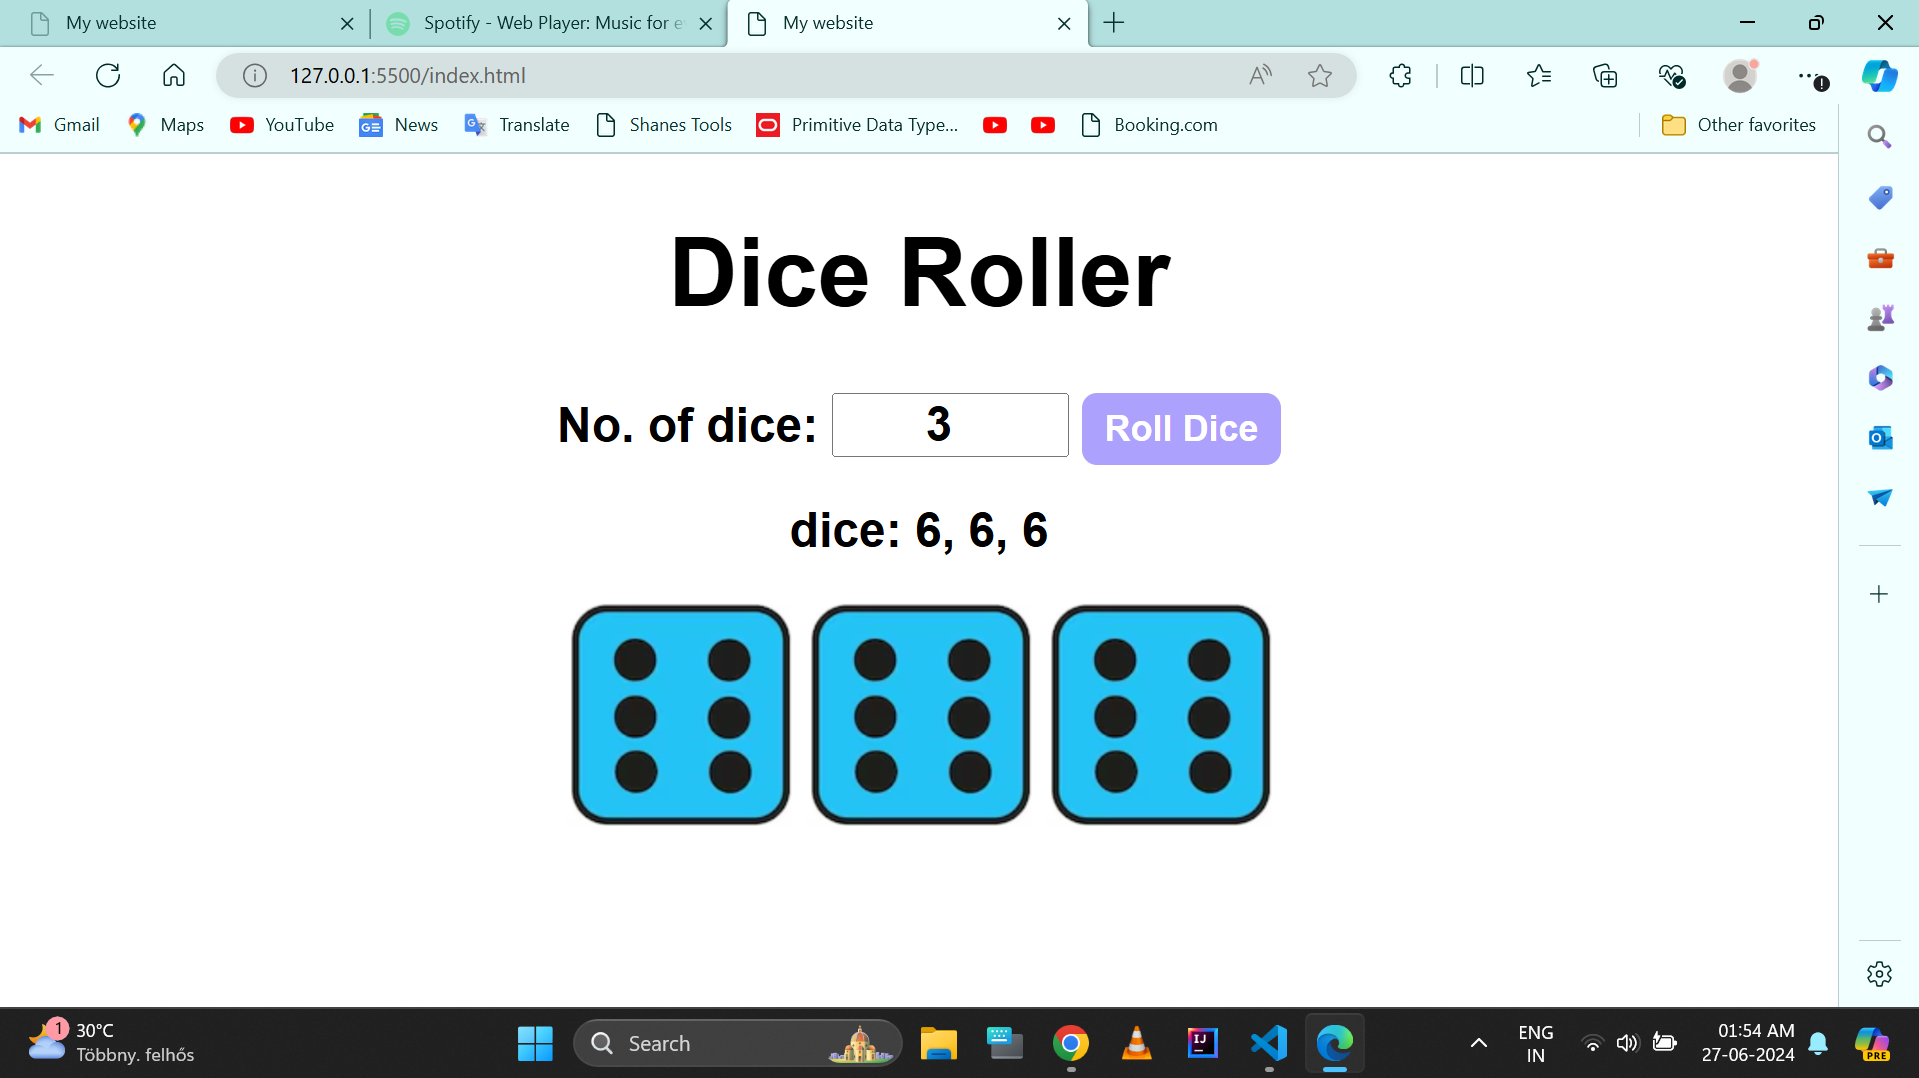 My website
Spotify - Web Player: Music for e
My website
127.0.0.1:5500/index.html
Gmail
Maps
YouTube
News
Translate
Shanes Tools
Primitive Data Type...
Booking.com
Other favorites
Dice Roller
No. of dice: 3 Roll Dice
dice: 6, 6, 6
1
30°C
Többny. felhős
Search
ENG
IN
01:54 AM
27-06-2024
PRE